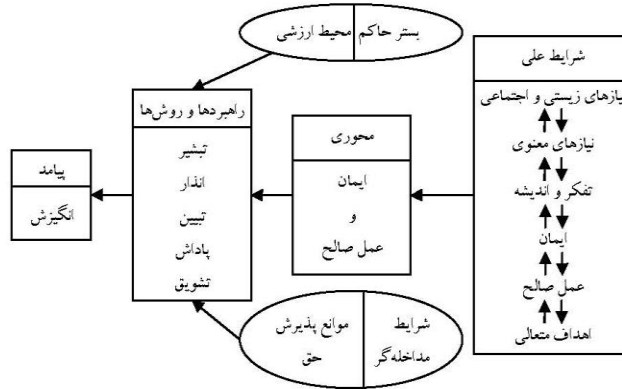 بستر حاکم
محیط ارزشی
شرایط علی
نیازهای زیستی و اجتماعی
نیازهای معنوی
تفکر و اندیشه
ایمان
عمل صالح
اهداف متعالی
محوری
ایمان
و
عمل صالح
راهبردها و روش‌ها
تبشیر
انذار
تبیین
پاداش
تشویق
پیامد
انگیزش
شرایط
مداخله‌گر
موانع پذیرش
حق